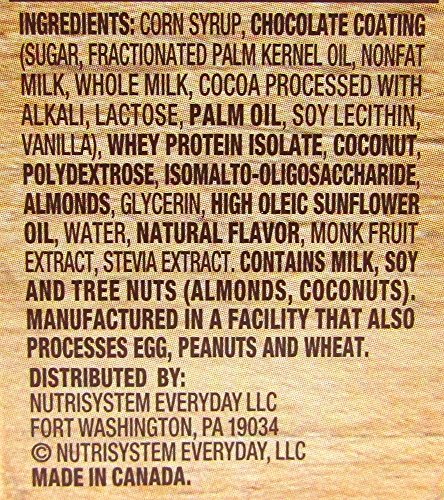 INGREDIENTS: CORN SYRUP, CHOCOLATE COATING
(SUGAR, FRACTIONATED PALM KERNEL OIL, NONFAT
MILK, WHOLE MILK, COCOA PROCESSED WITH
ALKALI, LACTOSE, PALM OIL, SOY LECITHIN,
VANILLA), WHEY PROTEIN ISOLATE, COCONUT,
POLYDEXTROSE, ISOMALTO-OLIGOSACCHARIDE,
ALMONDS, GLYCERIN, HIGH OLEIC SUNFLOWER
OIL, WATER, NATURAL FLAVOR, MONK FRUIT
EXTRACT, STEVIA EXTRACT. CONTAINS MILK, SOY
AND TREE NUTS (ALMONDS, COCONUTS).
MANUFACTURED IN A FACILITY THAT ALSO
PROCESSES EGG, PEANUTS AND WHEAT.
DISTRIBUTED BY:
NUTRISYSTEM EVERYDAY LLC
FORT WASHINGTON, PA 19034
© NUTRISYSTEM EVERYDAY, LLC
MADE IN CANADA.